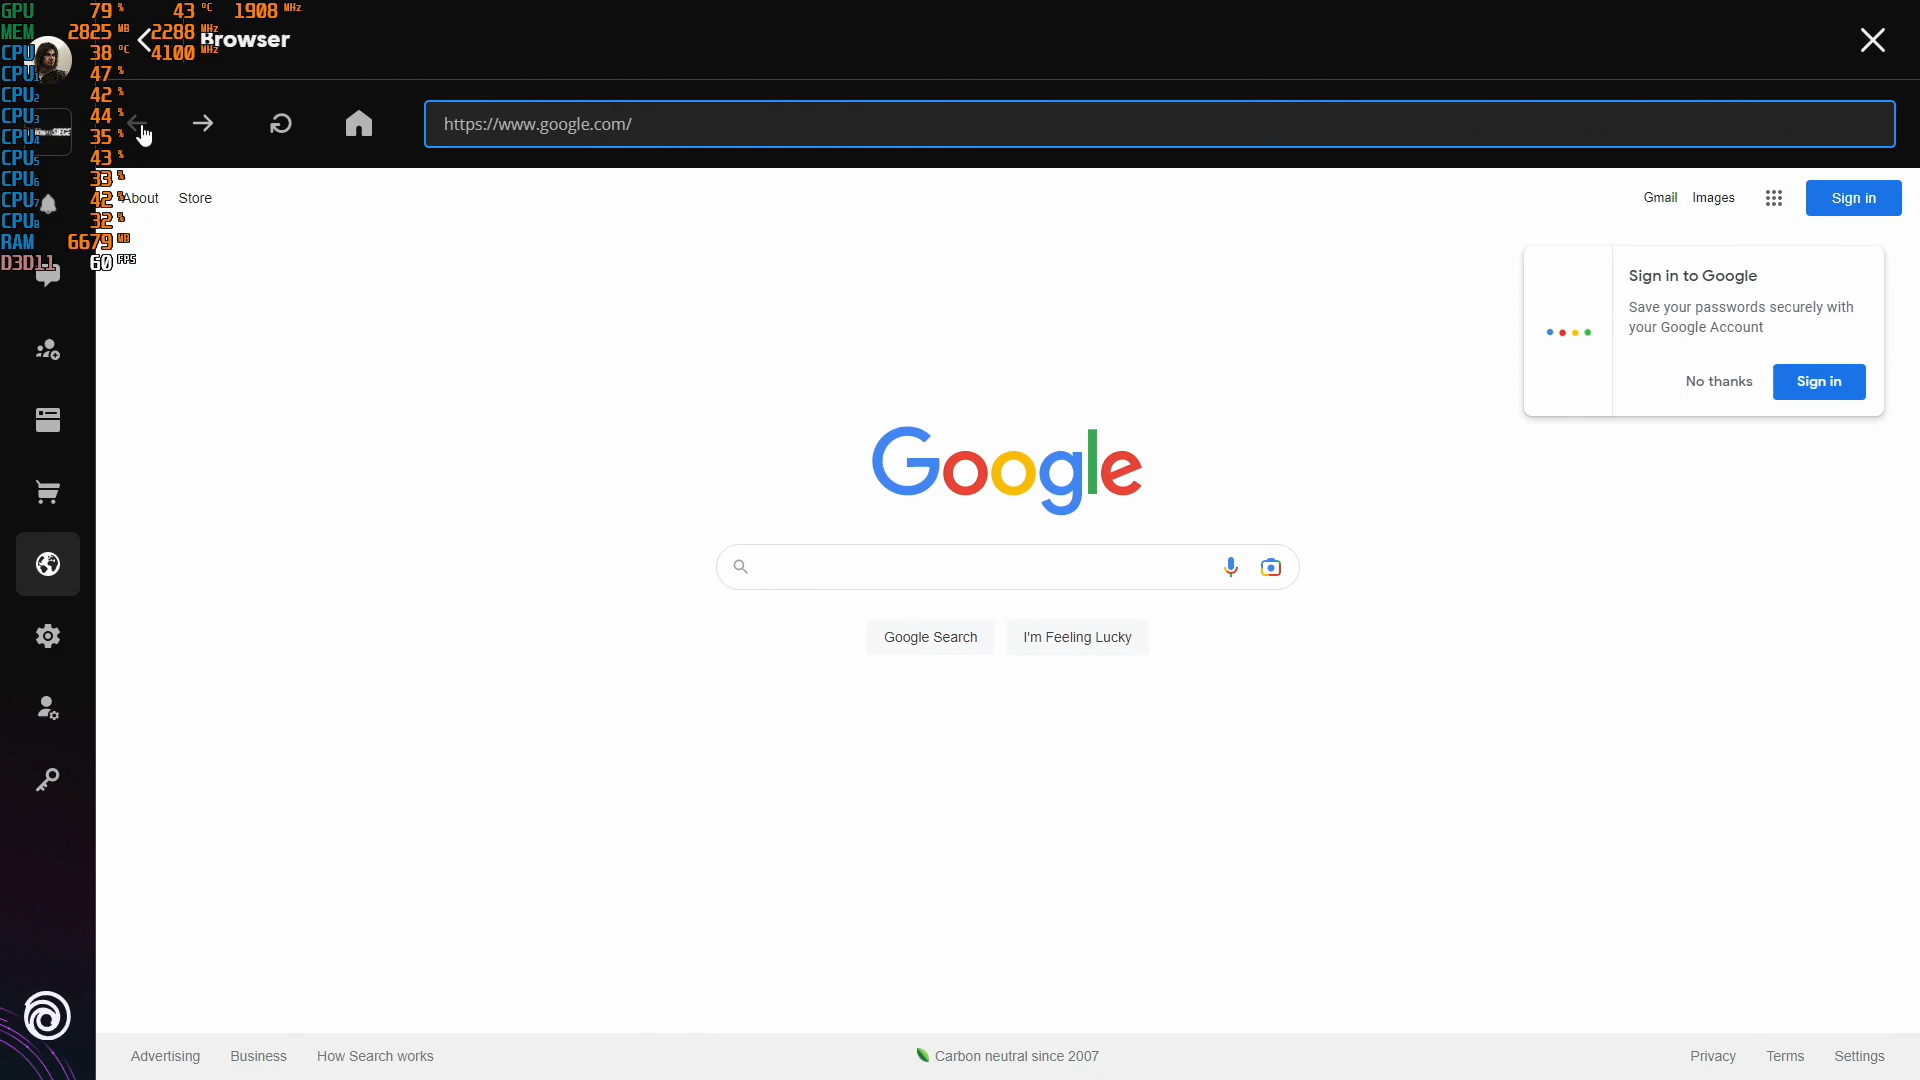 GPU 79 % 43 °C 1908 MHz
MEM 2825 MB 2288 MHz
CPU 38 °C 4100 MHz
Browser
CPU1 47 %
CPU2 42 %
CPU3 44 %
CPU4 35 %
CPU5 43 %
CPU6 33 %
CPU7 42 %
CPU8 32 %
RAM 6679 MB
D3D11 60 FPS
SIEGE
https://www.google.com/
About Store
Gmail Images Sign in
Sign in to Google
Save your passwords securely with
your Google Account
No thanks Sign in
Google
Google Search I'm Feeling Lucky
Advertising Business How Search works Carbon neutral since 2007 Privacy Terms Settings